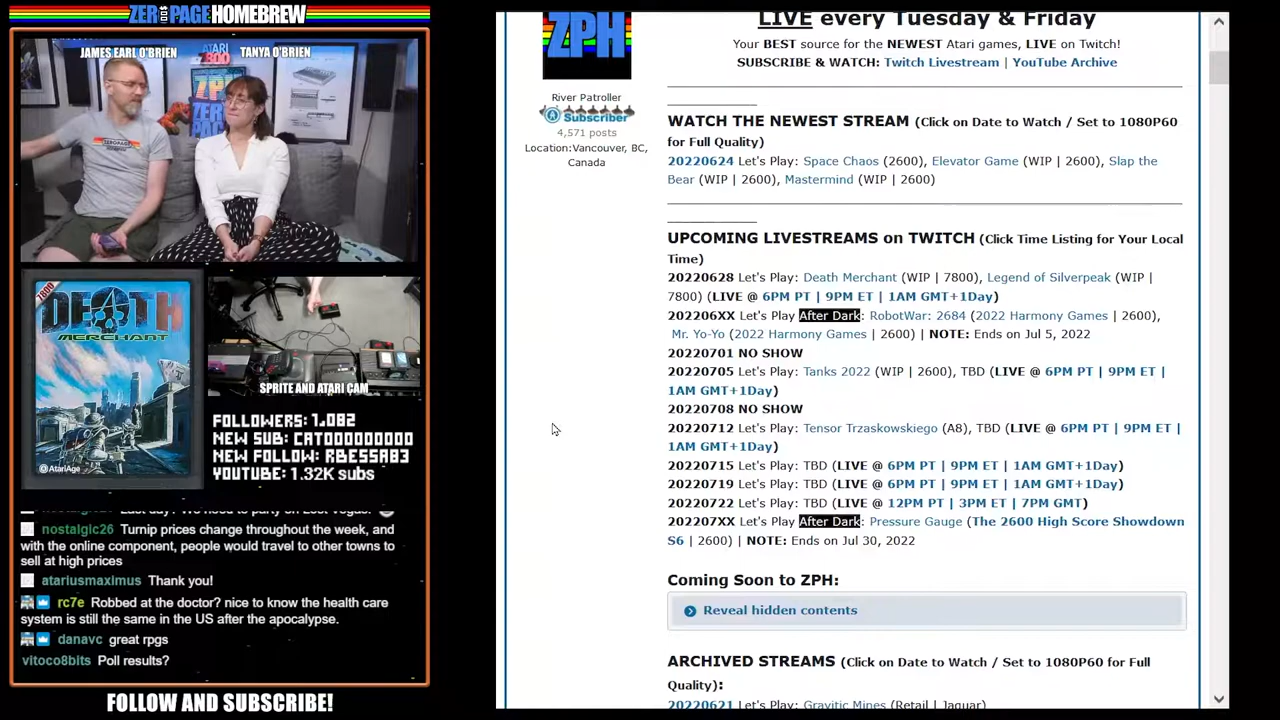 ZEROPAGE HOMEBREW
JAMES EARL O'BRIEN
TANYA O'BRIEN
ATARI
7800
ZPH
ZERO
PAGE
7800
DEATH
MERCHANT
AtariAge
SPRITE AND ATARI CAM
FOLLOWERS: 1,082
NEW SUB: CATO00000000
NEW FOLLOW: RBESSA83
YOUTUBE: 1.32K subs
nostalgic26 Turnip prices change throughout the week, and
with the online component, people would travel to other towns to
sell at high prices
atariusmaximus Thank you!
rc7e Robbed at the doctor? nice to know the health care
system is still the same in the US after the apocalypse.
danavc great rpgs
vitoco8bits Poll results?
FOLLOW AND SUBSCRIBE!
ZPH
River Patroller
Subscriber
4,571 posts
Location:Vancouver, BC,
Canada
LIVE every Tuesday & Friday
Your BEST source for the NEWEST Atari games, LIVE on Twitch!
SUBSCRIBE & WATCH: Twitch Livestream | YouTube Archive
WATCH THE NEWEST STREAM (Click on Date to Watch / Set to 1080P60
for Full Quality)
20220624 Let's Play: Space Chaos (2600), Elevator Game (WIP | 2600), Slap the
Bear (WIP | 2600), Mastermind (WIP | 2600)
UPCOMING LIVESTREAMS on TWITCH (Click Time Listing for Your Local
Time)
20220628 Let's Play: Death Merchant (WIP | 7800), Legend of Silverpeak (WIP |
7800) (LIVE @ 6PM PT | 9PM ET | 1AM GMT+1Day)
202206XX Let's Play After Dark: RobotWar: 2684 (2022 Harmony Games | 2600),
Mr. Yo-Yo (2022 Harmony Games | 2600) | NOTE: Ends on Jul 5, 2022
20220701 NO SHOW
20220705 Let's Play: Tanks 2022 (WIP | 2600), TBD (LIVE @ 6PM PT | 9PM ET |
1AM GMT+1Day)
20220708 NO SHOW
20220712 Let's Play: Tensor Trzaskowskiego (A8), TBD (LIVE @ 6PM PT | 9PM ET |
1AM GMT+1Day)
20220715 Let's Play: TBD (LIVE @ 6PM PT | 9PM ET | 1AM GMT+1Day)
20220719 Let's Play: TBD (LIVE @ 6PM PT | 9PM ET | 1AM GMT+1Day)
20220722 Let's Play: TBD (LIVE @ 12PM PT | 3PM ET | 7PM GMT)
202207XX Let's Play After Dark: Pressure Gauge (The 2600 High Score Showdown
S6 | 2600) | NOTE: Ends on Jul 30, 2022
Coming Soon to ZPH:
Reveal hidden contents
ARCHIVED STREAMS (Click on Date to Watch / Set to 1080P60 for Full
Quality):
20220621 Let's Play: Gravitic Mines (Retail | Jaguar)